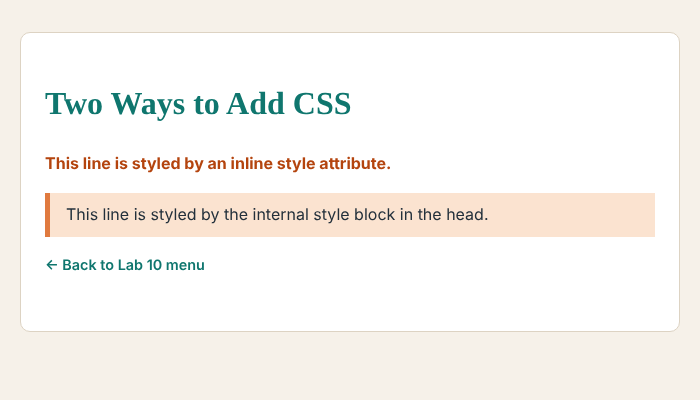 Two Ways to Add CSS
This line is styled by an inline style attribute.
This line is styled by the internal style block in the head.
← Back to Lab 10 menu